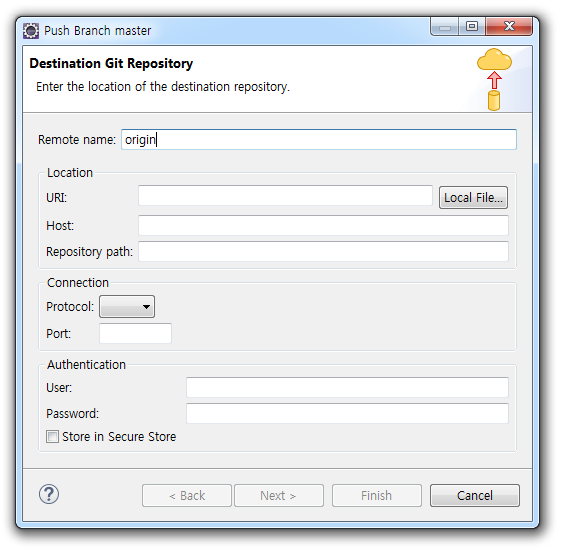 Push Branch master
Destination Git Repository
Enter the location of the destination repository.
Remote name: origin
Location
URI: Local File...
Host:
Repository path:
Connection
Protocol:
Port:
Authentication
User:
Password:
Store in Secure Store
? < Back Next > Finish Cancel